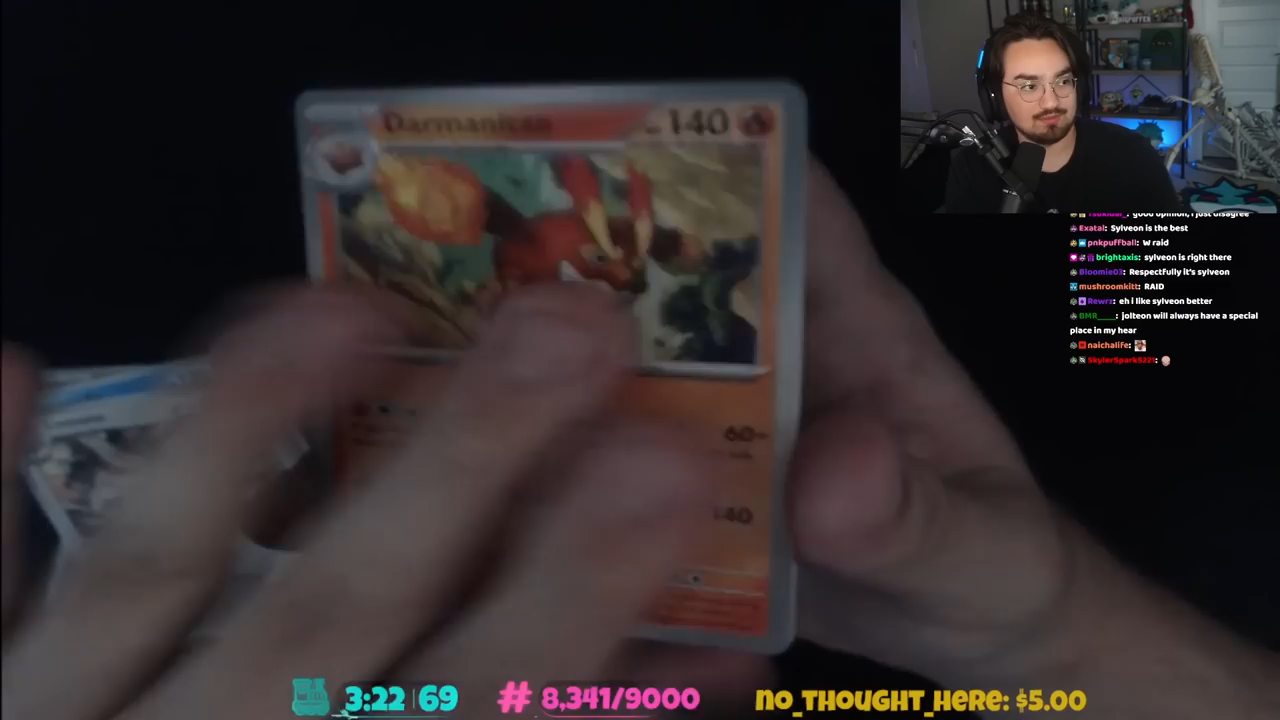 Darmanitan 140
60-
140
Tsukidai_: good opinion, I just disagree
Exatal: Sylveon is the best
pnkpuffball: W raid
brightaxis: sylveon is right there
Bloomie03: Respectfully it's sylveon
mushroomkitt: RAID
Rewrz: eh i like sylveon better
BMR____: jolteon will always have a special
place in my hear
naichalife:
SkylerSpark5221:
3:22 | 69
# 8,341/9000
no_thought_here: $5.00